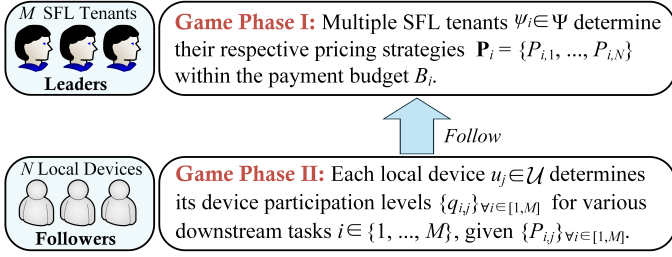 M SFL Tenants
Leaders
Game Phase I: Multiple SFL tenants ψᵢ∈Ψ determine
their respective pricing strategies Pᵢ = {Pᵢ,₁, ..., Pᵢ,N}
within the payment budget Bᵢ.
Follow
N Local Devices
Followers
Game Phase II: Each local device uⱼ∈𝒰 determines
its device participation levels {qᵢ,ⱼ}∀i∈[1,M] for various
downstream tasks i∈{1, ..., M}, given {Pᵢ,ⱼ}∀i∈[1,M].